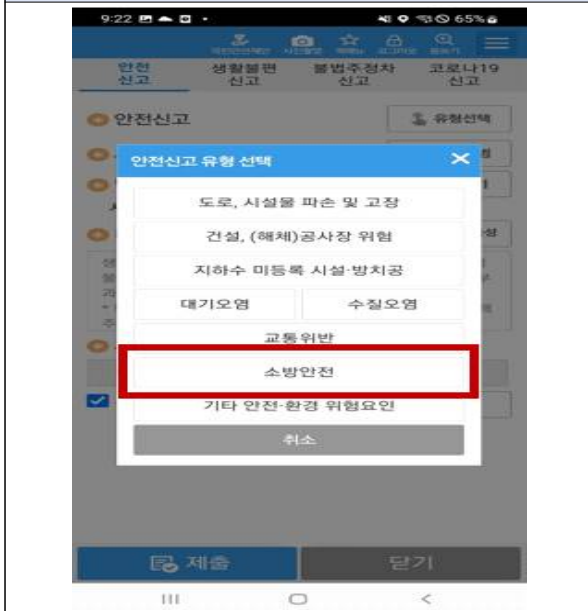 9:22 65%
안전 신고
생활불편 신고
불법주정차 신고
코로나19 신고
안전신고 유형선택
안전신고 유형 선택
도로, 시설물 파손 및 고장
건설, (해체)공사장 위험
지하수 미등록 시설·방치공
대기오염 수질오염
교통위반
소방안전
기타 안전·환경 위험요인
취소
제출 닫기